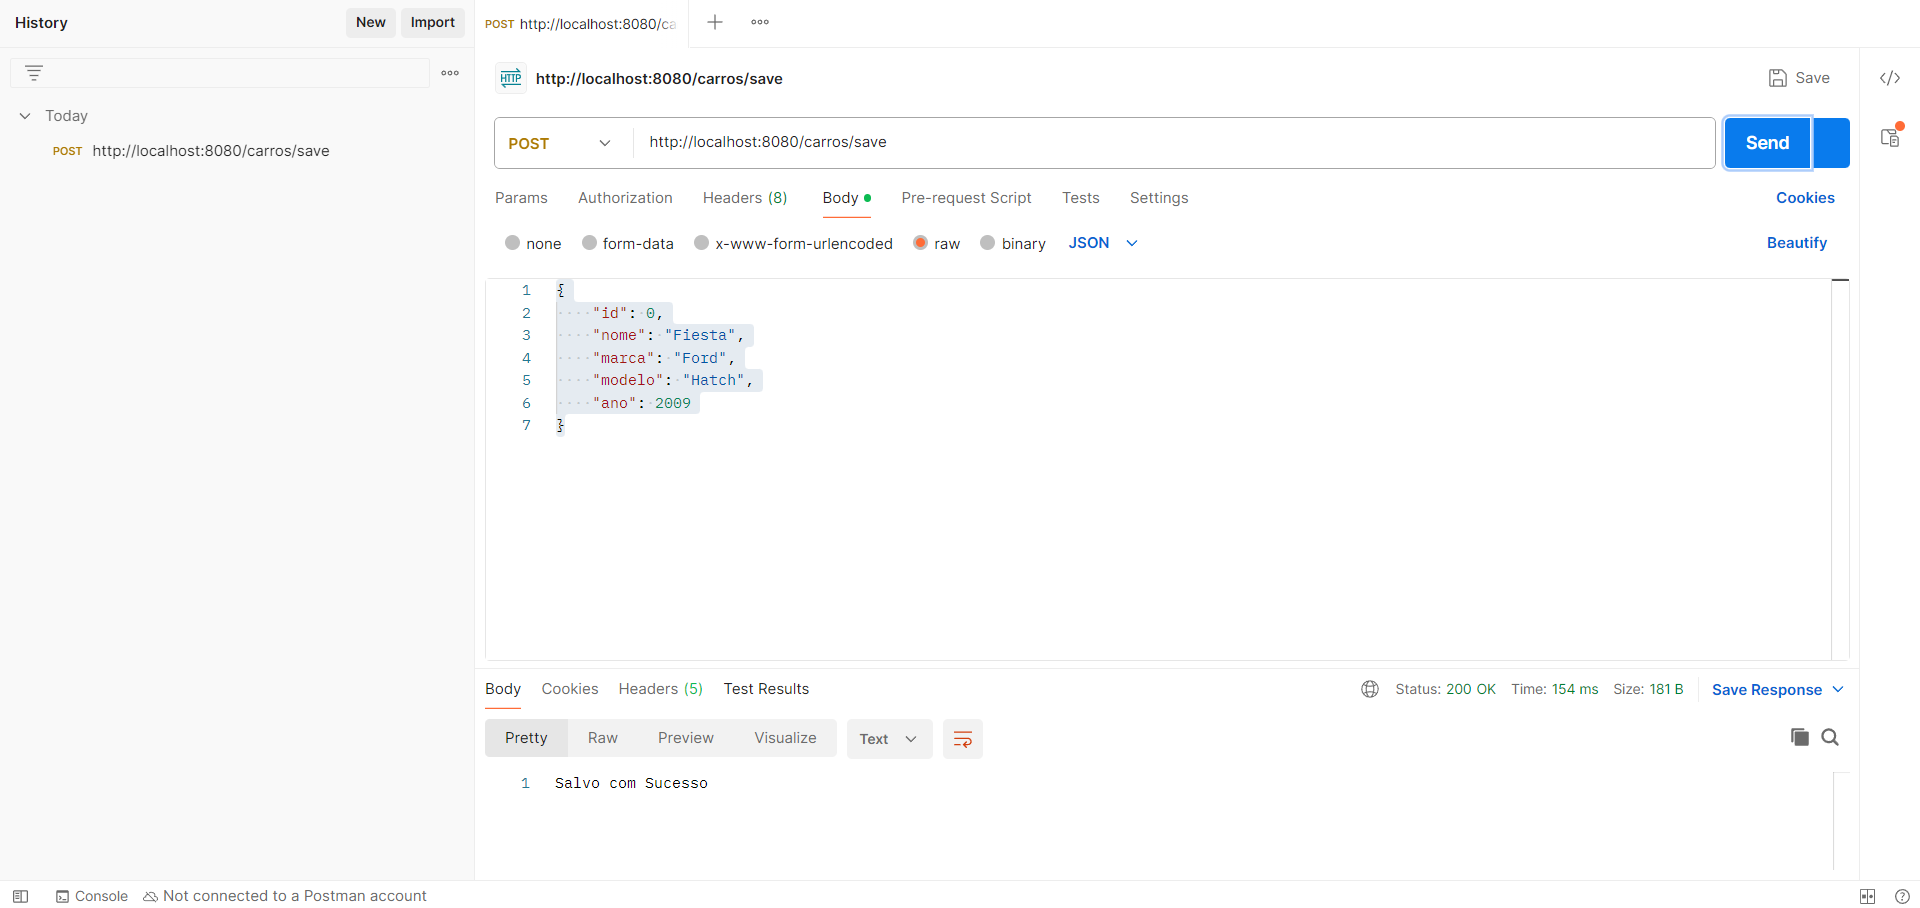 History
New
Import
POST http://localhost:8080/ca
Today
POST http://localhost:8080/carros/save
HTTP http://localhost:8080/carros/save
Save
</>
POST
http://localhost:8080/carros/save
Send
Params
Authorization
Headers (8)
Body
Pre-request Script
Tests
Settings
Cookies
none
form-data
x-www-form-urlencoded
raw
binary
JSON
Beautify
1 {
2 "id": 0,
3 "nome": "Fiesta",
4 "marca": "Ford",
5 "modelo": "Hatch",
6 "ano": 2009
7 }
Body
Cookies
Headers (5)
Test Results
Status: 200 OK
Time: 154 ms
Size: 181 B
Save Response
Pretty
Raw
Preview
Visualize
Text
1 Salvo com Sucesso
Console
Not connected to a Postman account